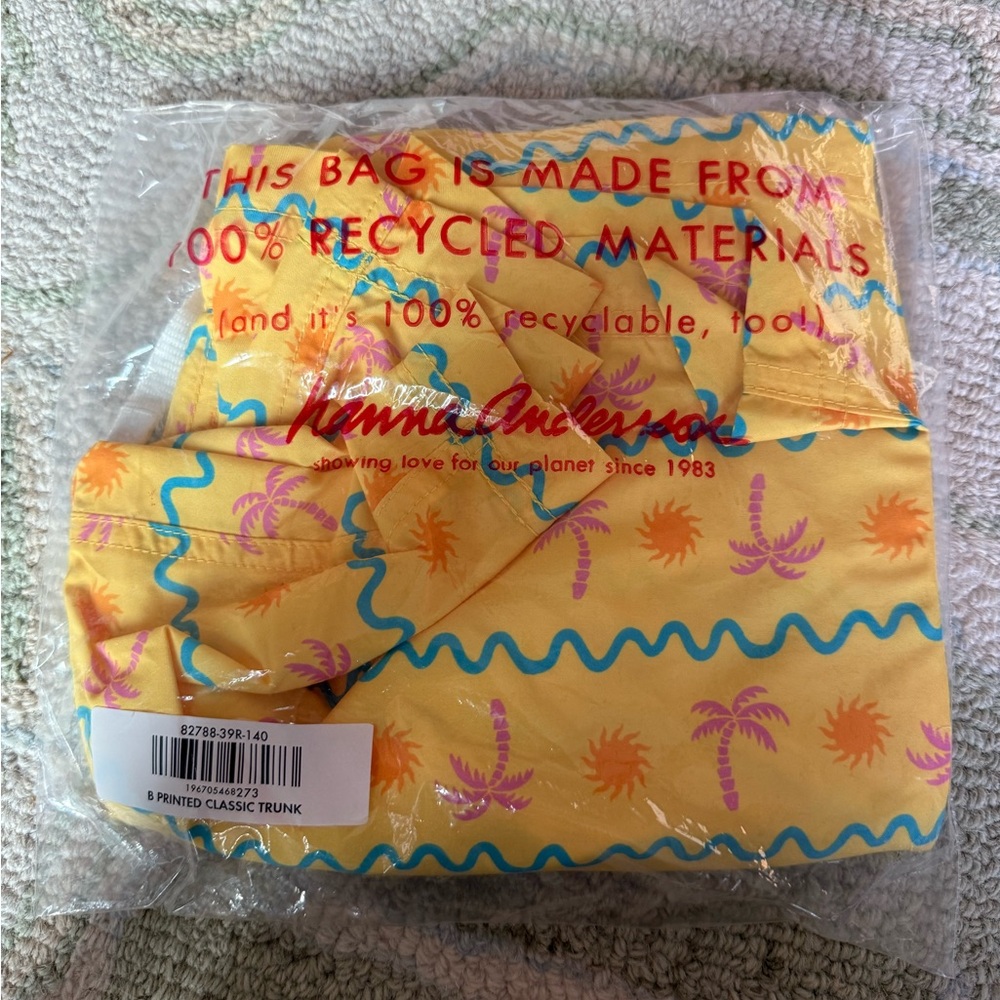 THIS BAG IS MADE FROM
100% RECYCLED MATERIALS
(and it's 100% recyclable, too!)
hanna Andersson
showing love for our planet since 1983
82788-39R-140
196705468273
B PRINTED CLASSIC TRUNK